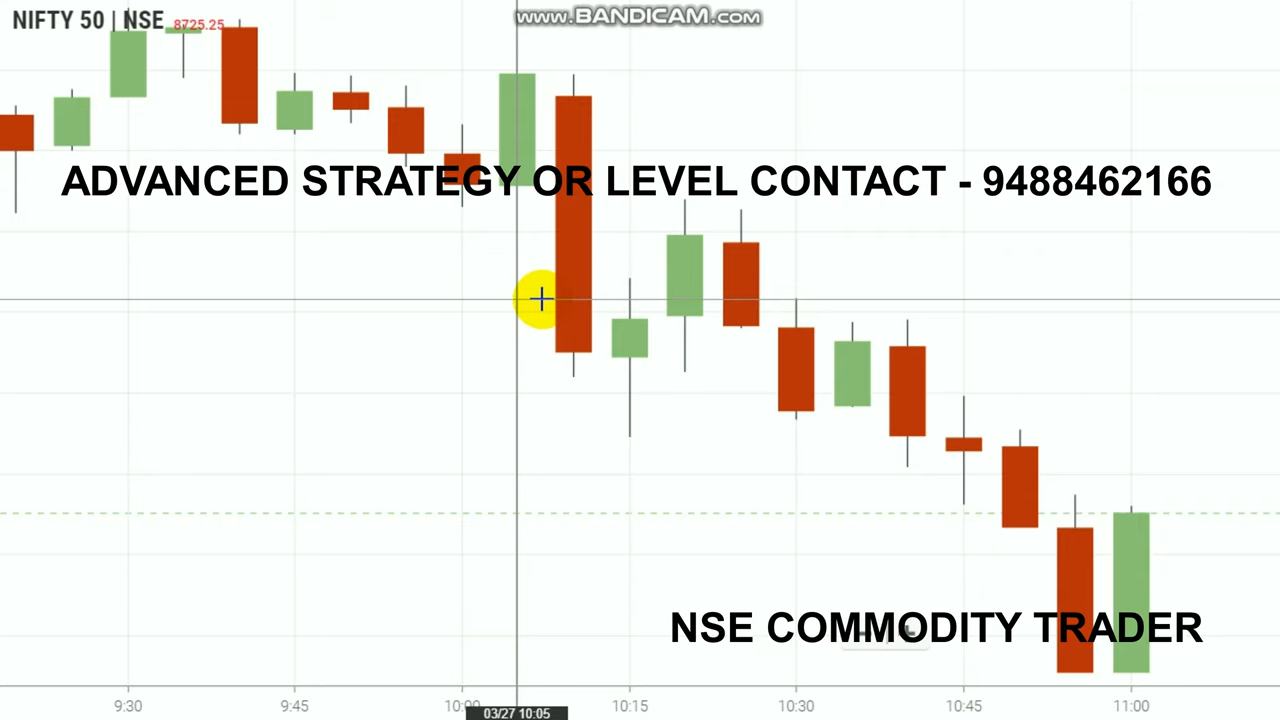 NIFTY 50 | NSE 8725.25
www.BANDICAM.com
ADVANCED STRATEGY OR LEVEL CONTACT - 9488462166
NSE COMMODITY TRADER
9:30 9:45 10:00 10:15 10:30 10:45 11:00
03/27 10:05